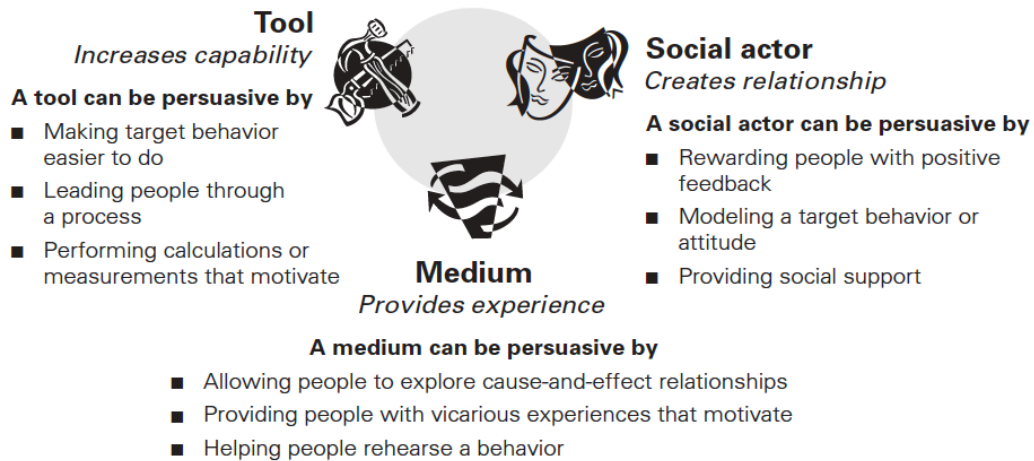 Tool
Increases capability
A tool can be persuasive by
■ Making target behavior
easier to do
■ Leading people through
a process
■ Performing calculations or
measurements that motivate
Social actor
Creates relationship
A social actor can be persuasive by
■ Rewarding people with positive
feedback
■ Modeling a target behavior or
attitude
■ Providing social support
Medium
Provides experience
A medium can be persuasive by
■ Allowing people to explore cause-and-effect relationships
■ Providing people with vicarious experiences that motivate
■ Helping people rehearse a behavior